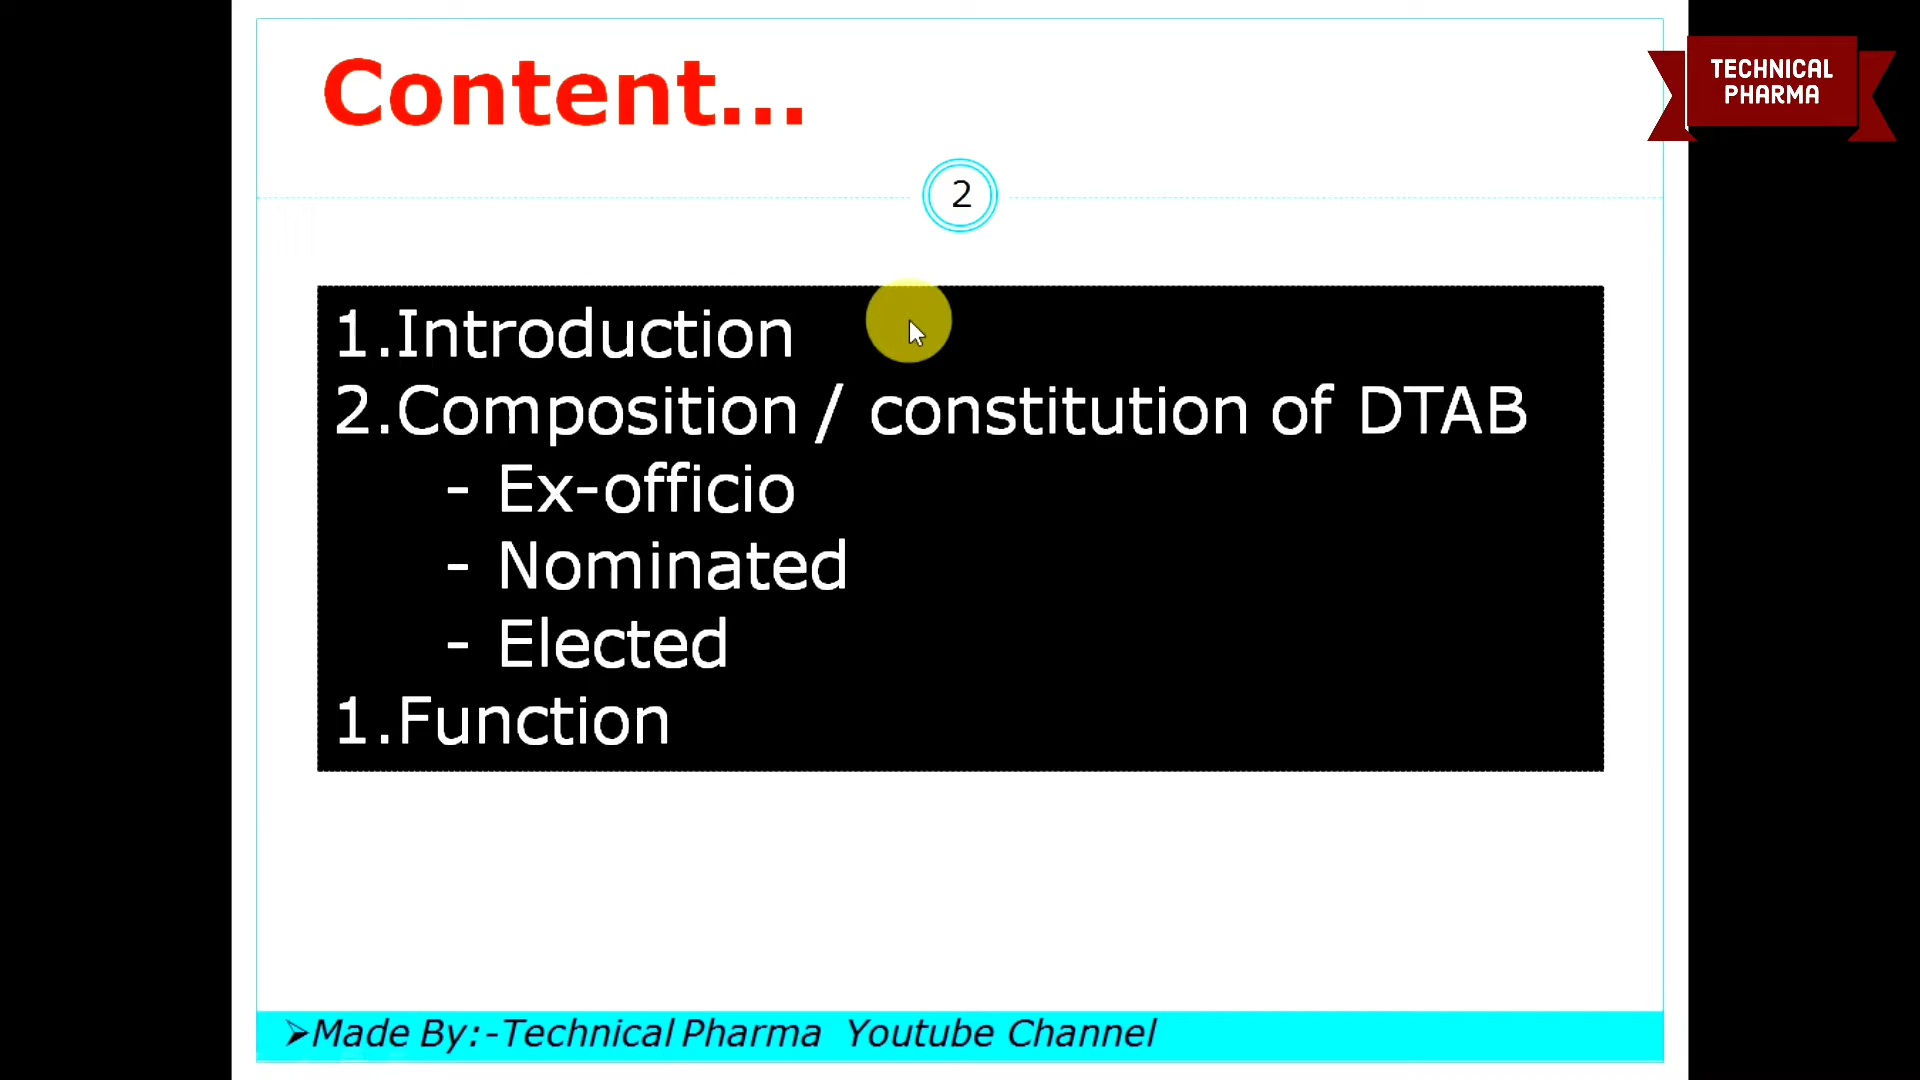 Content...
TECHNICAL
PHARMA
2
1.Introduction
2.Composition / constitution of DTAB
- Ex-officio
- Nominated
- Elected
1.Function
➢Made By:-Technical Pharma Youtube Channel